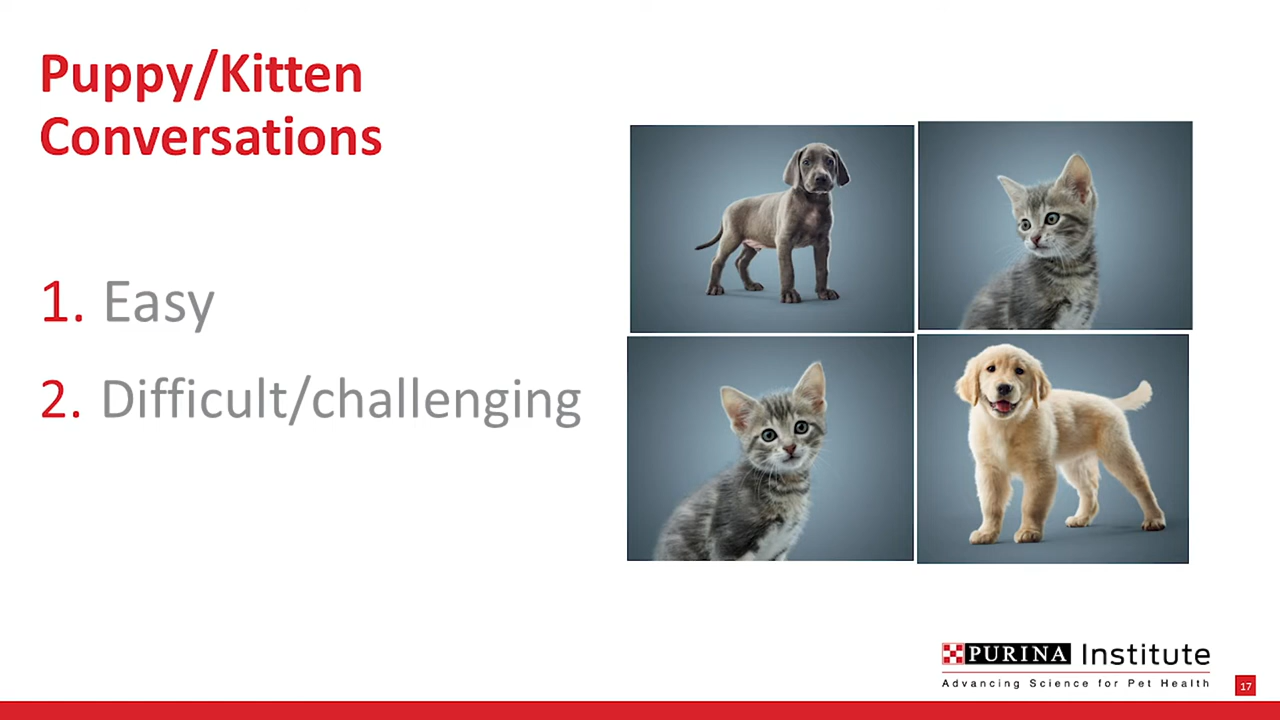 Puppy/Kitten
Conversations
1. Easy
2. Difficult/challenging
PURINA Institute
Advancing Science for Pet Health
17